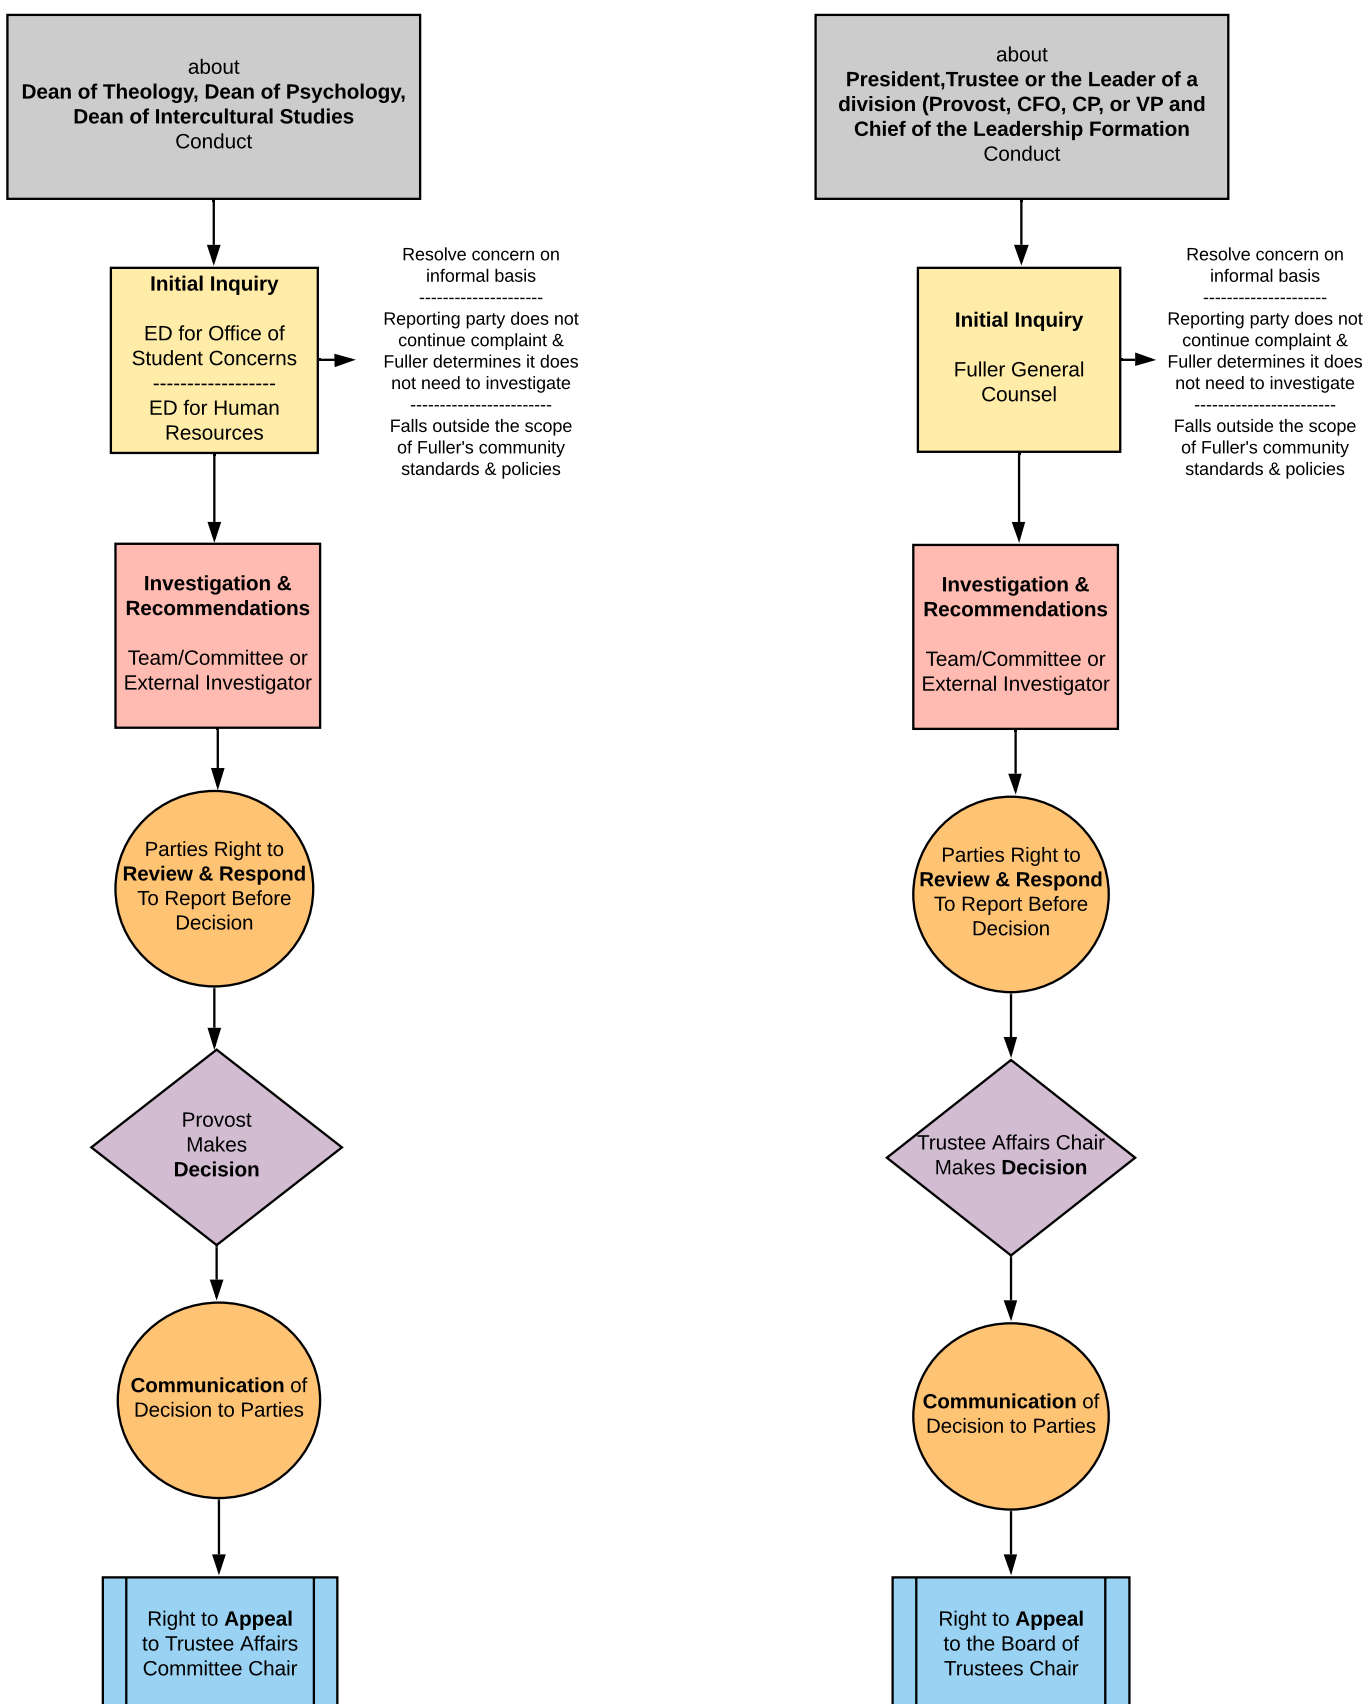 about
Dean of Theology, Dean of Psychology,
Dean of Intercultural Studies
Conduct
Initial Inquiry
ED for Office of
Student Concerns
------------------
ED for Human
Resources
Resolve concern on
informal basis
---------------------
Reporting party does not
continue complaint &
Fuller determines it does
not need to investigate
------------------------
Falls outside the scope
of Fuller's community
standards & policies
Investigation &
Recommendations
Team/Committee or
External Investigator
Parties Right to
Review & Respond
To Report Before
Decision
Provost
Makes
Decision
Communication of
Decision to Parties
Right to Appeal
to Trustee Affairs
Committee Chair
about
President,Trustee or the Leader of a
division (Provost, CFO, CP, or VP and
Chief of the Leadership Formation
Conduct
Initial Inquiry
Fuller General
Counsel
Resolve concern on
informal basis
---------------------
Reporting party does not
continue complaint &
Fuller determines it does
not need to investigate
------------------------
Falls outside the scope
of Fuller's community
standards & policies
Investigation &
Recommendations
Team/Committee or
External Investigator
Parties Right to
Review & Respond
To Report Before
Decision
Trustee Affairs Chair
Makes Decision
Communication of
Decision to Parties
Right to Appeal
to the Board of
Trustees Chair